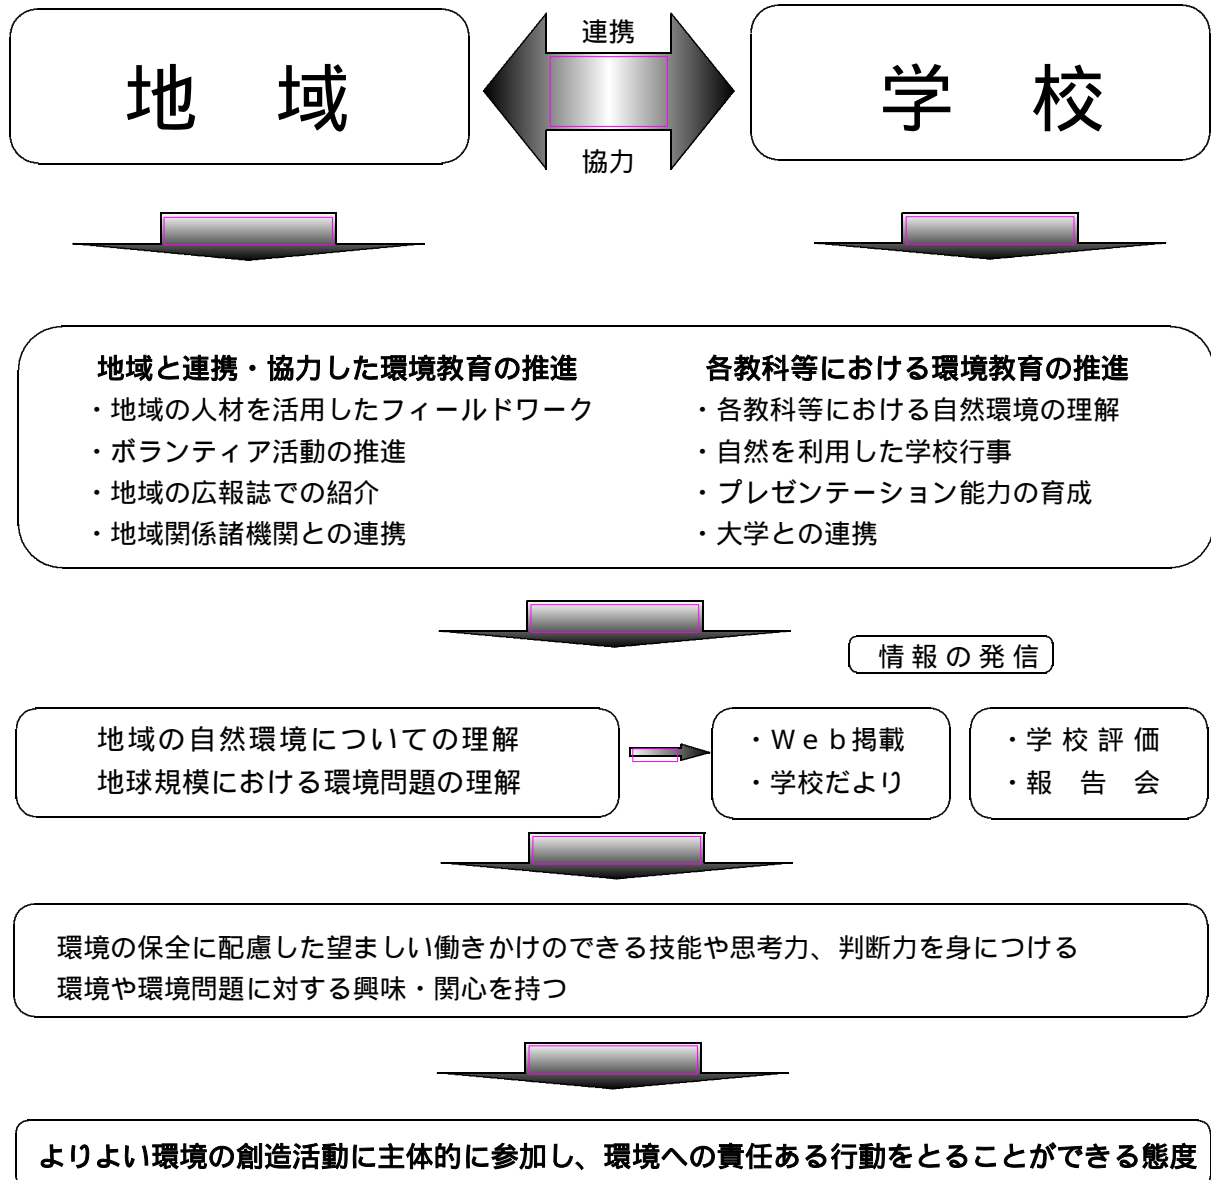 地　域
連携
協力
学　校
地域と連携・協力した環境教育の推進
・地域の人材を活用したフィールドワーク
・ボランティア活動の推進
・地域の広報誌での紹介
・地域関係諸機関との連携
各教科等における環境教育の推進
・各教科等における自然環境の理解
・自然を利用した学校行事
・プレゼンテーション能力の育成
・大学との連携
情報の発信
地域の自然環境についての理解
地球規模における環境問題の理解
・Ｗｅｂ掲載
・学校だより
・学校評価
・報　告　会
環境の保全に配慮した望ましい働きかけのできる技能や思考力、判断力を身につける
環境や環境問題に対する興味・関心を持つ
よりよい環境の創造活動に主体的に参加し、環境への責任ある行動をとることができる態度